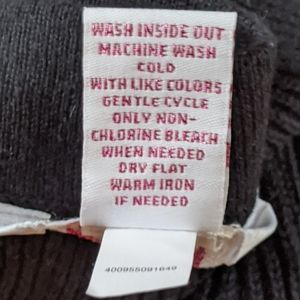 WASH INSIDE OUT
MACHINE WASH
COLD
WITH LIKE COLORS
GENTLE CYCLE
ONLY NON-
CHLORINE BLEACH
WHEN NEEDED
DRY FLAT
WARM IRON
IF NEEDED
400955091649